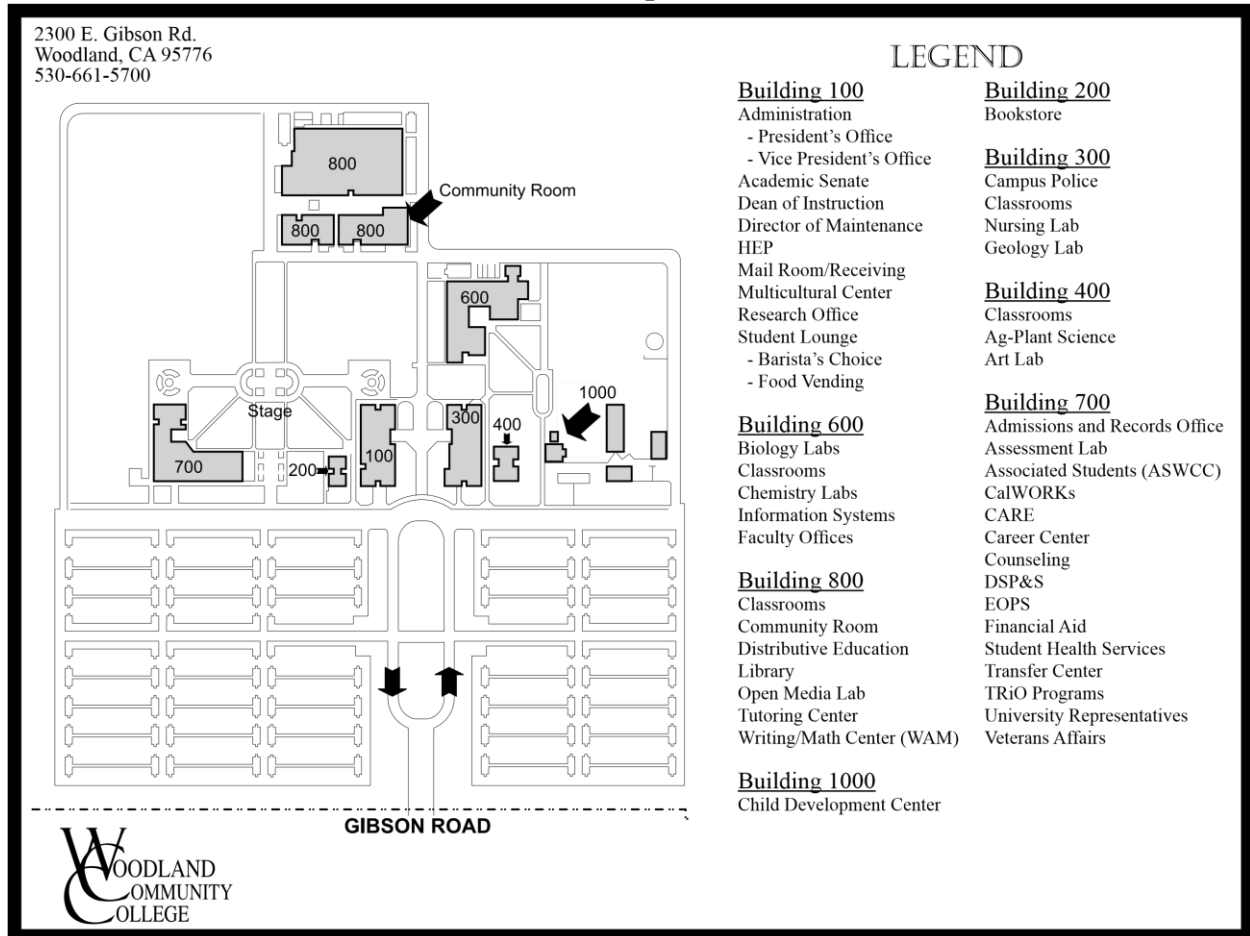 2300 E. Gibson Rd.
Woodland, CA 95776
530-661-5700
800
Community Room
800
800
600
Stage
1000
300
400
700
200
100
GIBSON ROAD
WOODLAND
COMMUNITY
COLLEGE
LEGEND
Building 100
Administration
- President's Office
- Vice President's Office
Academic Senate
Dean of Instruction
Director of Maintenance
HEP
Mail Room/Receiving
Multicultural Center
Research Office
Student Lounge
- Barista's Choice
- Food Vending
Building 600
Biology Labs
Classrooms
Chemistry Labs
Information Systems
Faculty Offices
Building 800
Classrooms
Community Room
Distributive Education
Library
Open Media Lab
Tutoring Center
Writing/Math Center (WAM)
Building 1000
Child Development Center
Building 200
Bookstore
Building 300
Campus Police
Classrooms
Nursing Lab
Geology Lab
Building 400
Classrooms
Ag-Plant Science
Art Lab
Building 700
Admissions and Records Office
Assessment Lab
Associated Students (ASWCC)
CalWORKs
CARE
Career Center
Counseling
DSP&S
EOPS
Financial Aid
Student Health Services
Transfer Center
TRiO Programs
University Representatives
Veterans Affairs